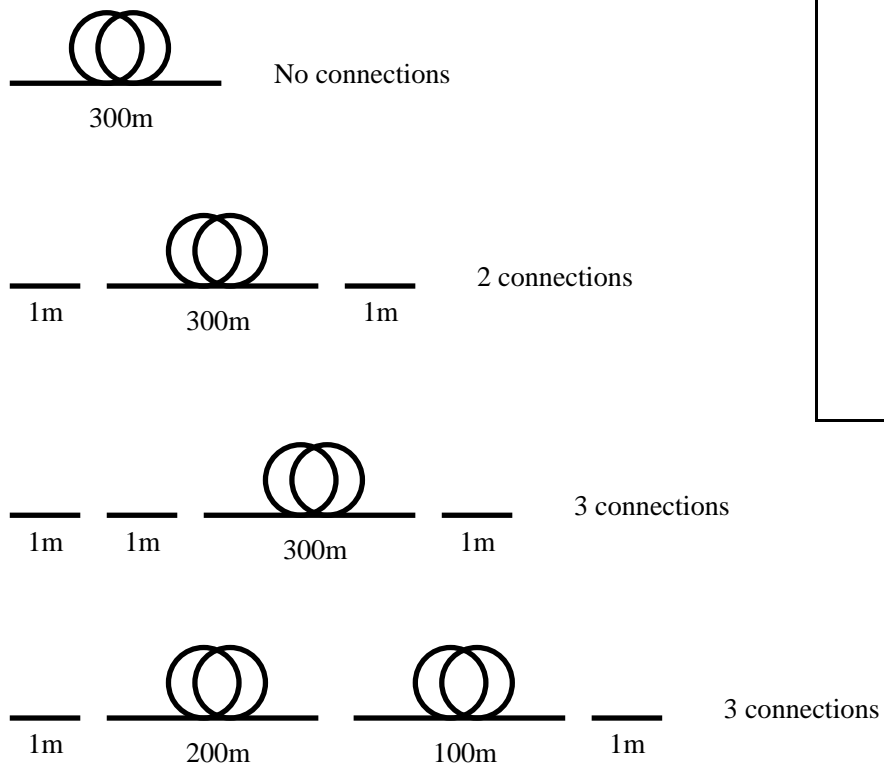 No connections
300m
2 connections
1m 300m 1m
3 connections
1m 1m 300m 1m
3 connections
1m 200m 100m 1m